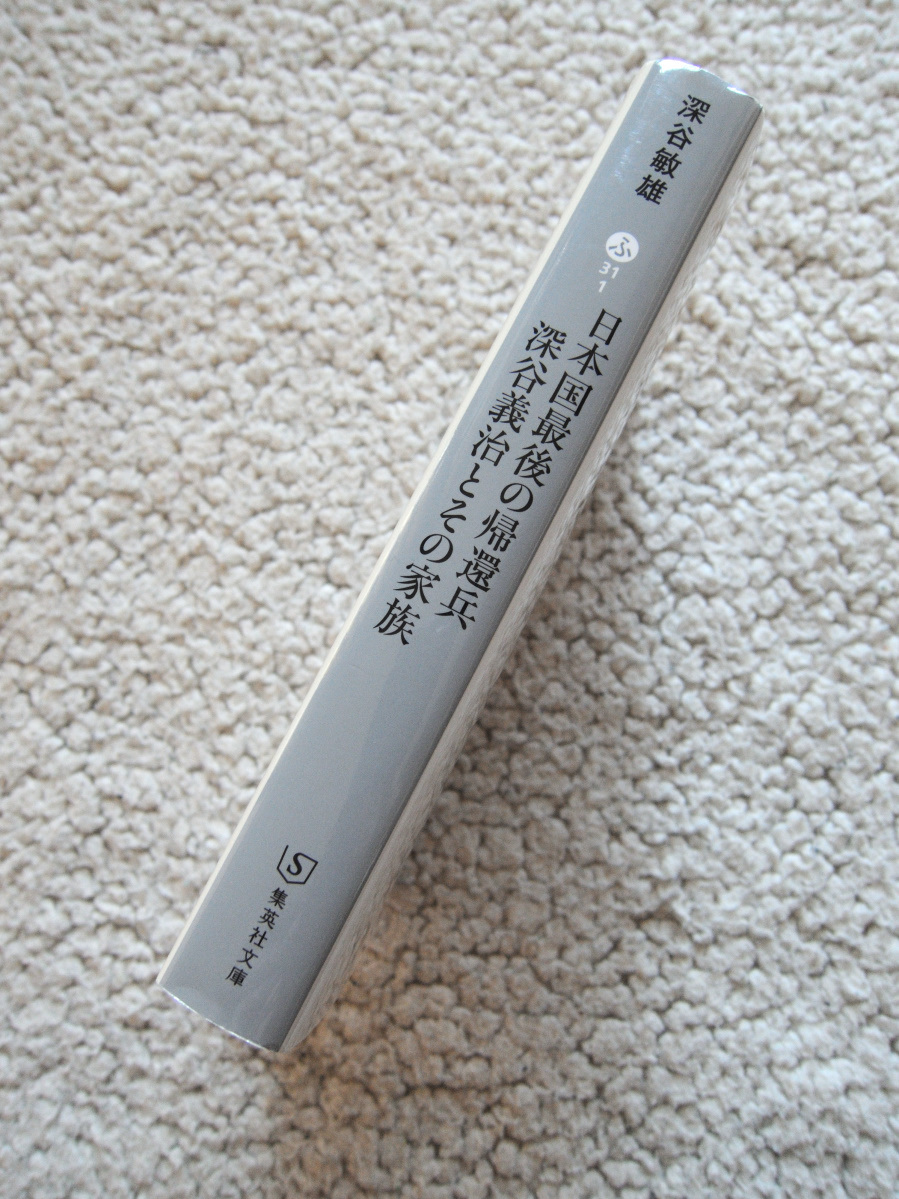 深谷敏雄
ふ
31
1
日本国最後の帰還兵
深谷義治とその家族
S
集英社文庫